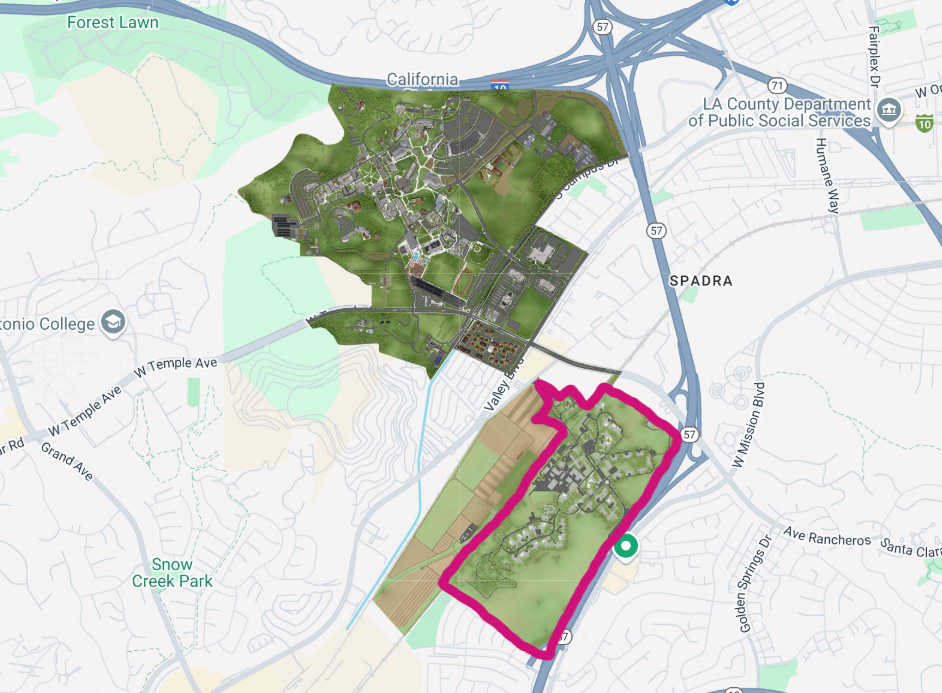 Forest Lawn
57
California
10
71
Fairplex Dr
W Or
LA County Department
of Public Social Services
10
Humane Way
S Campus Dr
57
SPADRA
tonio College
W Temple Ave
W Temple Ave
Valley Blvd
W Mission Blvd
57
Grand Ave
Ave Rancheros
Santa Clara
Snow
Creek Park
Golden Springs Dr
57